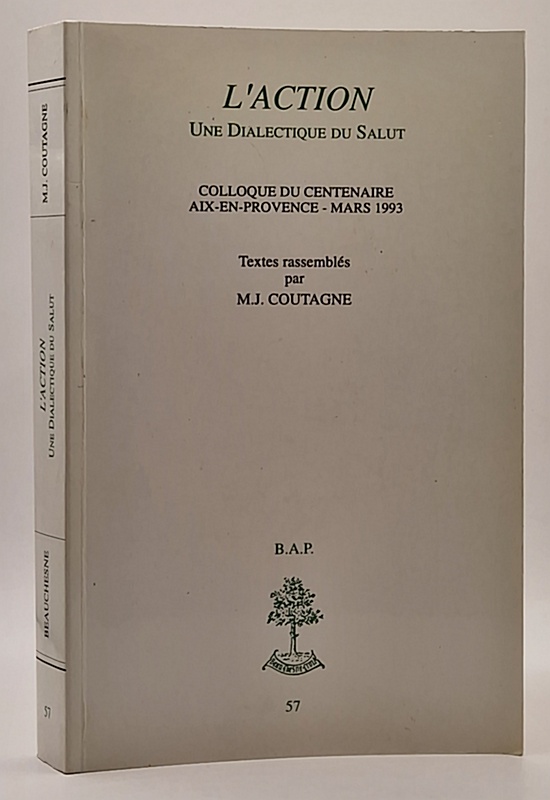 L'ACTION
UNE DIALECTIQUE DU SALUT
COLLOQUE DU CENTENAIRE
AIX-EN-PROVENCE - MARS 1993
Textes rassemblés
par
M.J. COUTAGNE
B.A.P.
57
M.J. COUTAGNE
L'ACTION
UNE DIALECTIQUE DU SALUT
BEAUCHESNE
57